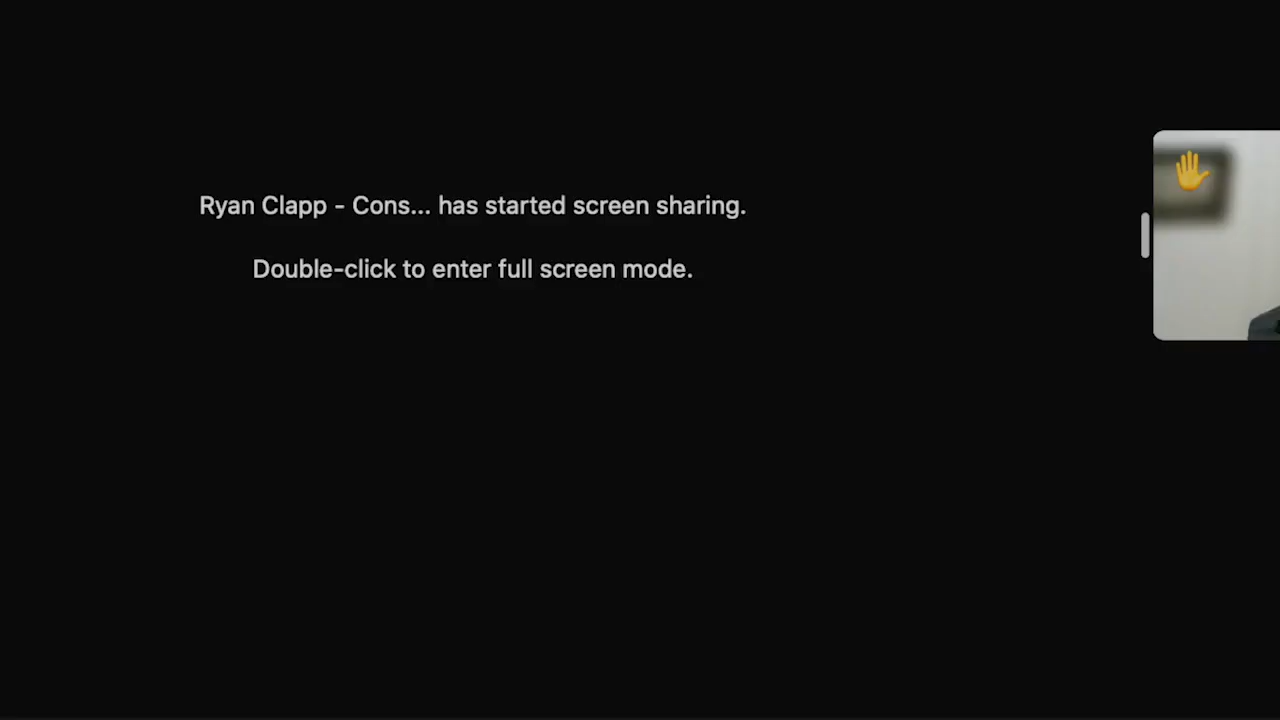 Ryan Clapp - Cons... has started screen sharing.
Double-click to enter full screen mode.